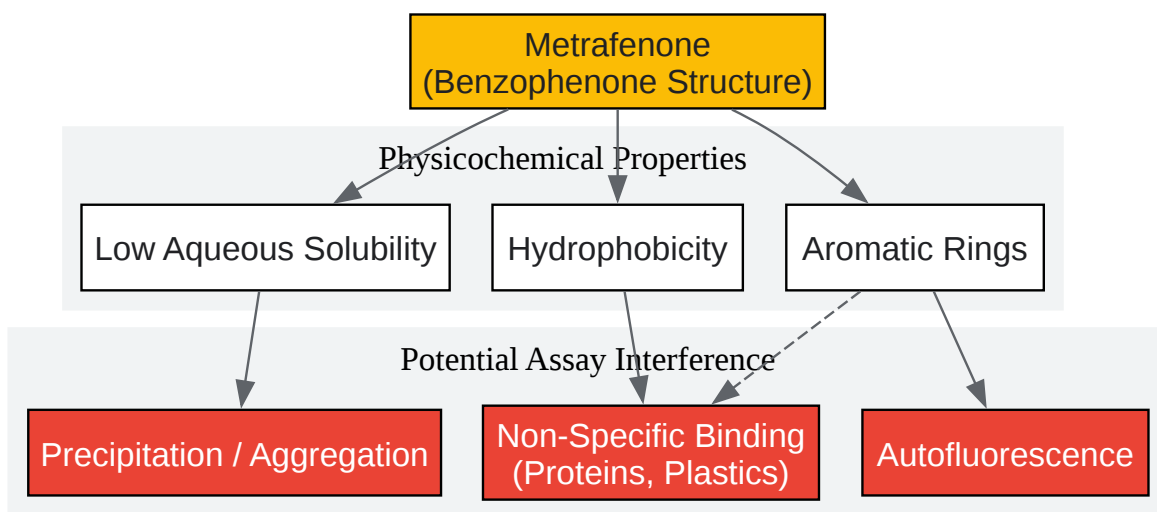 Metrafenone
(Benzophenone Structure)
Physicochemical Properties
Low Aqueous Solubility
Hydrophobicity
Aromatic Rings
Potential Assay Interference
Precipitation / Aggregation
Non-Specific Binding
(Proteins, Plastics)
Autofluorescence